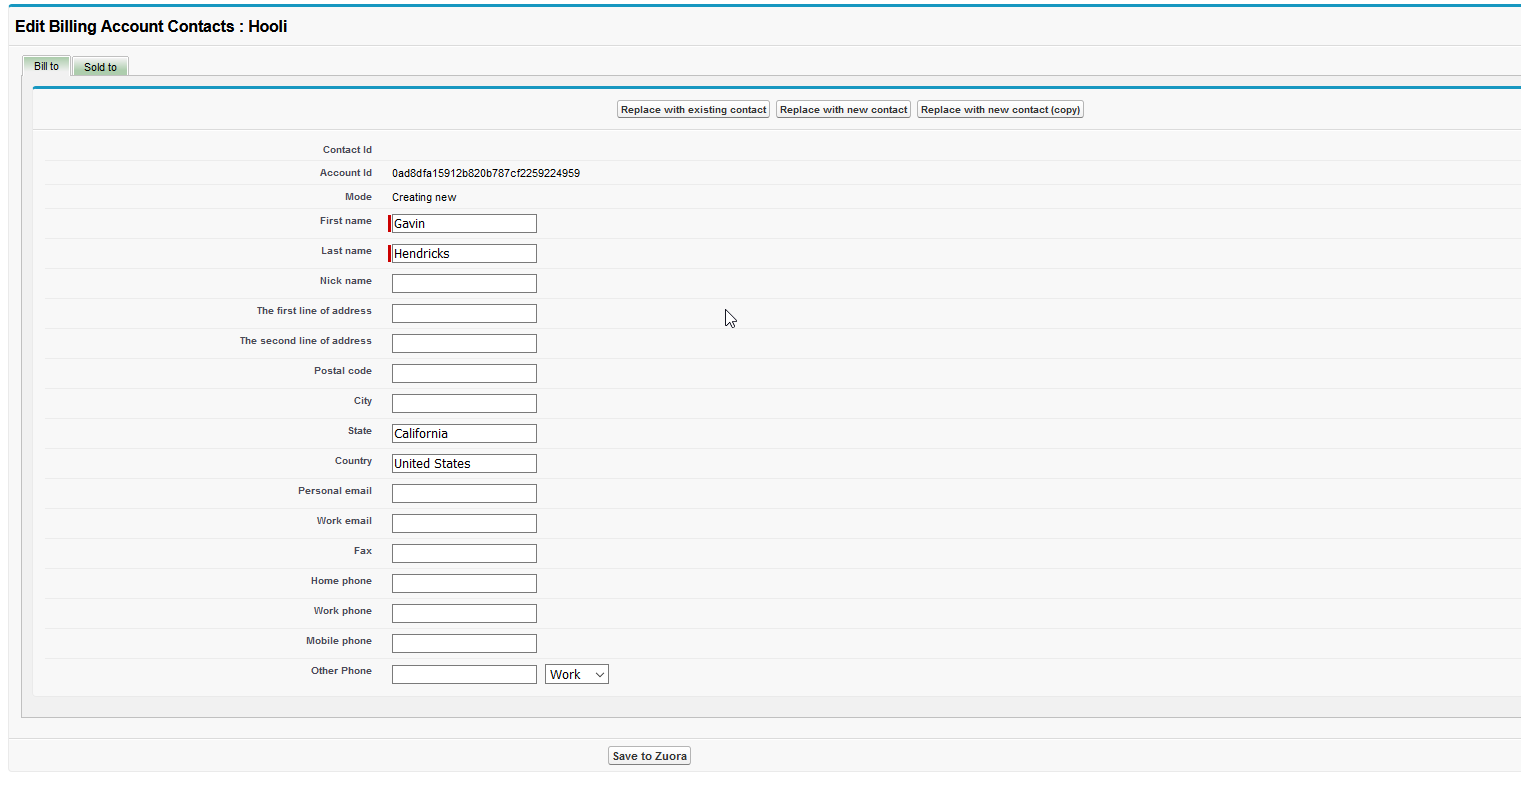 Edit Billing Account Contacts : Hooli
Bill to Sold to
Replace with existing contact Replace with new contact Replace with new contact (copy)
Contact Id
Account Id 0ad8dfa15912b820b787cf2259224959
Mode Creating new
First name Gavin
Last name Hendricks
Nick name
The first line of address
The second line of address
Postal code
City
State California
Country United States
Personal email
Work email
Fax
Home phone
Work phone
Mobile phone
Other Phone Work
Save to Zuora